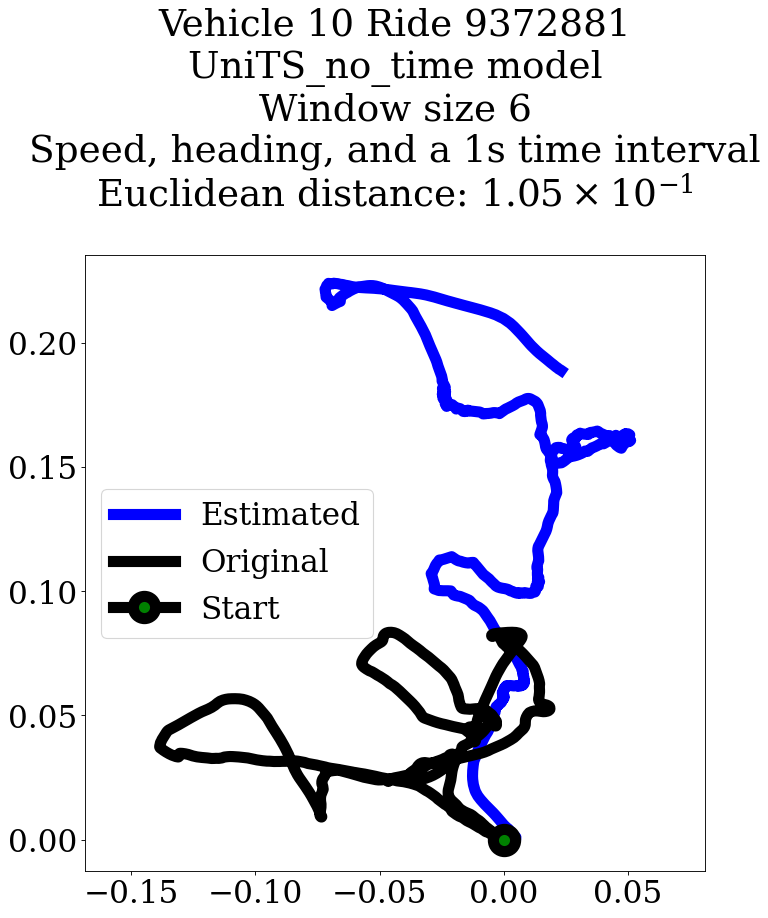 Vehicle 10 Ride 9372881
UniTS_no_time model
Window size 6
Speed, heading, and a 1s time interval
Euclidean distance: 1.05 × 10⁻¹
0.20
0.15
0.10
0.05
0.00
Estimated
Original
Start
−0.15 −0.10 −0.05 0.00 0.05